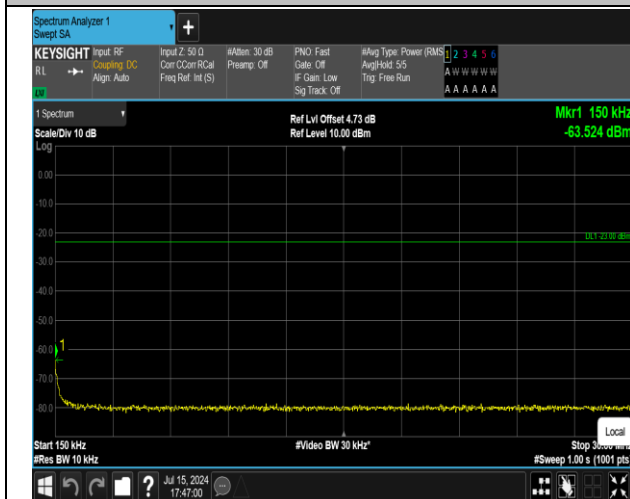 Spectrum Analyzer 1
Swept SA
+
KEYSIGHT Input: RF Input Z: 50 Ω #Atten: 30 dB PNO: Fast #Avg Type: Power (RMS 1 2 3 4 5 6
RL Coupling: DC Corr CCorr RCal Preamp: Off Gate: Off Avg|Hold: 5/5 A W W W W W
Align: Auto Freq Ref: Int (S) IF Gain: Low Trig: Free Run
Sig Track: Off A A A A A A
1 Spectrum Ref Lvl Offset 4.73 dB Mkr1 150 kHz
Scale/Div 10 dB Ref Level 10.00 dBm -63.524 dBm
Log
0.00
-10.0
-20.0
DL1 -23.00 dBm
-30.0
-40.0
-50.0
-60.0
1
-70.0
-80.0
Local
Start 150 kHz #Video BW 30 kHz* Stop
#Res BW 10 kHz #Sweep 1.00 s (1001 pts
? Jul 15, 2024
17:47:00